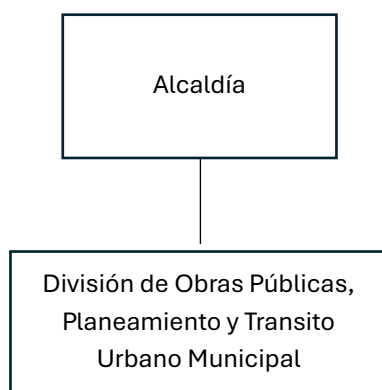 Alcaldía
División de Obras Públicas,
Planeamiento y Transito
Urbano Municipal